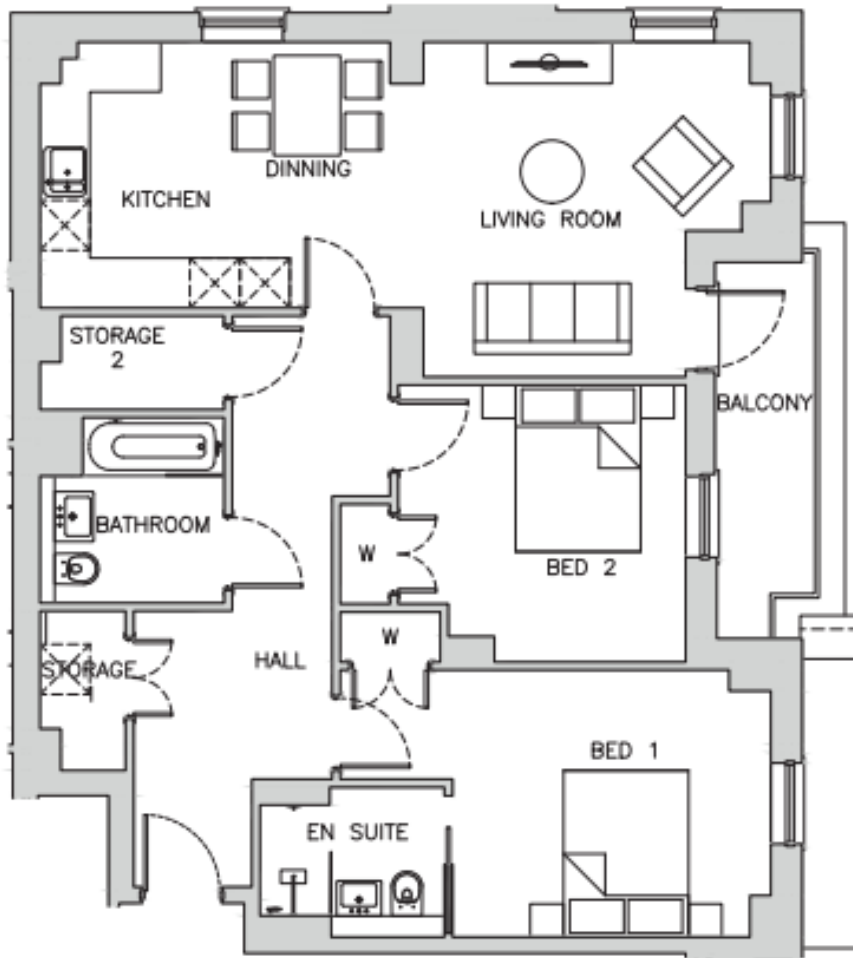 DINNING
KITCHEN
LIVING ROOM
STORAGE
2
BALCONY
BATHROOM
W
BED 2
W
HALL
STORAGE
BED 1
EN SUITE